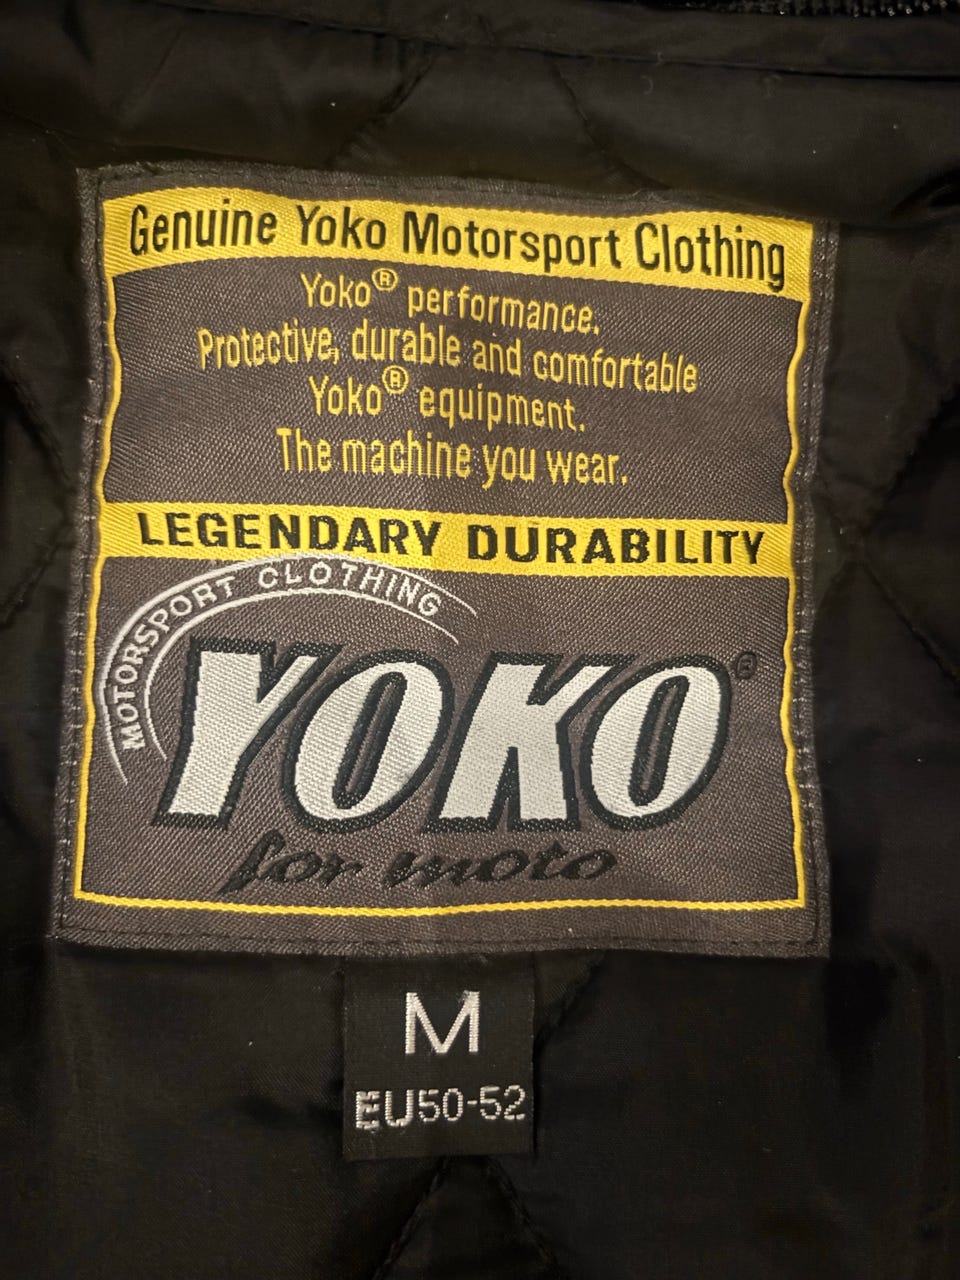 Genuine Yoko Motorsport Clothing
Yoko® performance.
Protective, durable and comfortable
Yoko® equipment.
The machine you wear.
LEGENDARY DURABILITY
MOTORSPORT CLOTHING
YOKO®
for moto
M
EU50-52